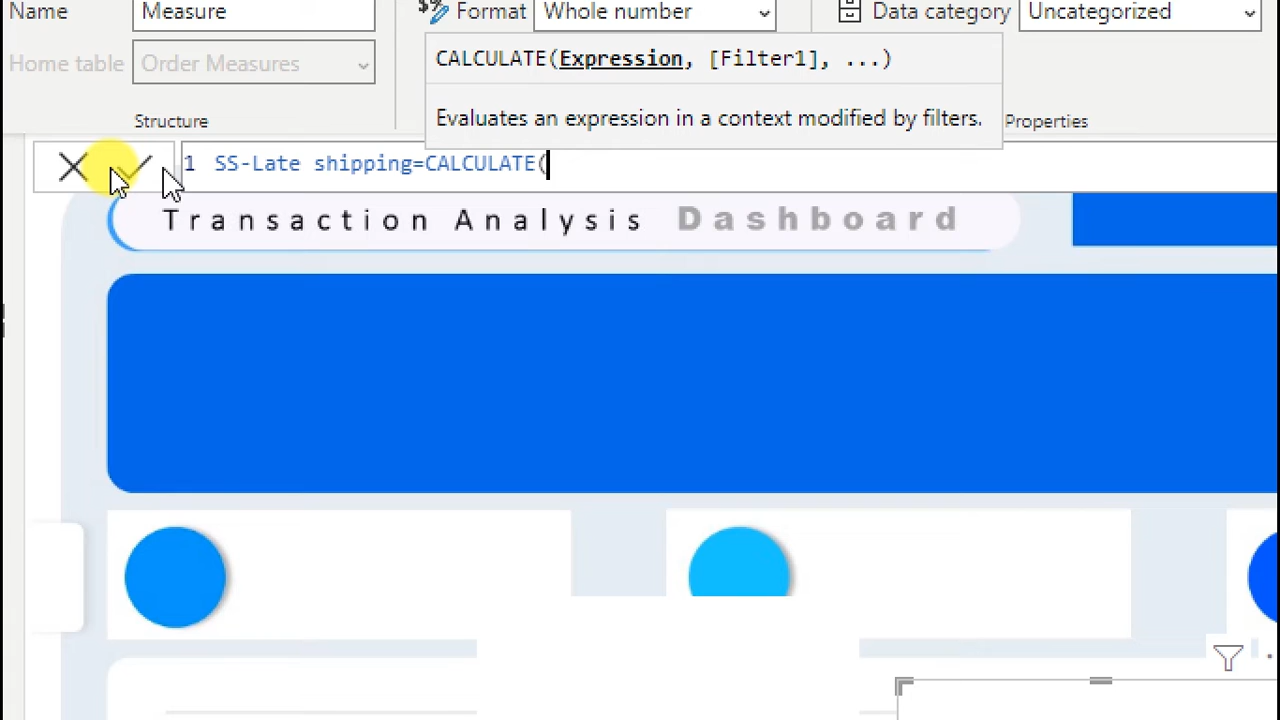 Name Measure Format Whole number Data category Uncategorized
Home table Order Measures
CALCULATE(Expression, [Filter1], ...)
Evaluates an expression in a context modified by filters.
Structure Properties
1 SS-Late shipping=CALCULATE(
Transaction Analysis Dashboard